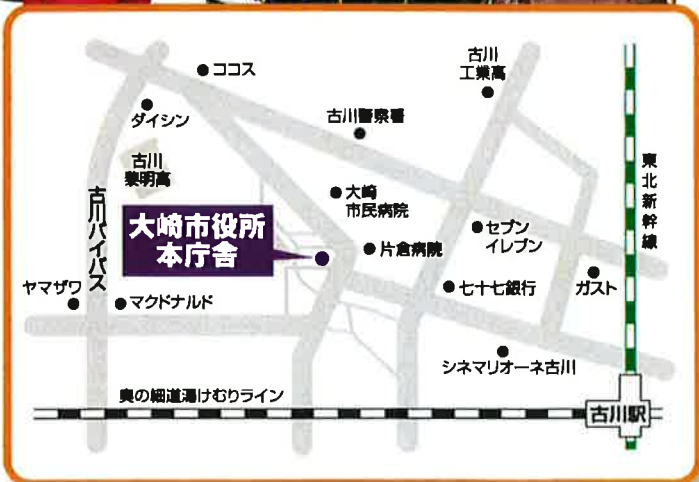 ココス
ダイシン
古川
黎明高
古川警察署
古川
工業高
大崎
市民病院
東北新幹線
古川バイパス
大崎市役所
本庁舎
片倉病院
セブン
イレブン
ヤマザワ
マクドナルド
七十七銀行
ガスト
シネマリオーネ古川
奥の細道湯けむりライン
古川駅